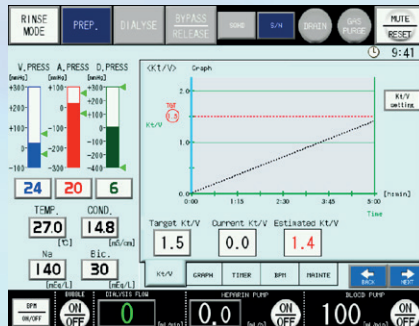 RINSE
MODE
PREP.
DIALYSE
BYPASS
RELEASE
S/N
DRAIN
GAS
PURGE
MUTE
RESET
9:41
V.PRESS
A.PRESS
D.PRESS
[mmHg]
[mmHg]
[mmHg]
+300
+200
+100
0
-100
+100
0
-100
-200
-300
+300
+200
+100
0
-100
-200
-300
-400
24
20
6
TEMP.
COND.
27.0
14.8
[℃]
[mS/cm]
Na
Bic.
140
30
[mEq/L]
[mEq/L]
<Kt/V>
Graph
Kt/V
setting
2.0
TGT
1.5
Kt/V
1.0
0.0
0:00
1:15
2:30
3:45
5:00
[h:min]
Time
Target Kt/V
Current Kt/V
Estimated Kt/V
1.5
0.0
1.4
Kt/V
GRAPH
TIMER
BPM
MAINTE
BACK
NEXT
BPM
ON/OFF
BUBBLE
ON
OFF
DIALYSIS FLOW
0
HEPARIN PUMP
0.0
ON
OFF
BLOOD PUMP
100
ON
OFF